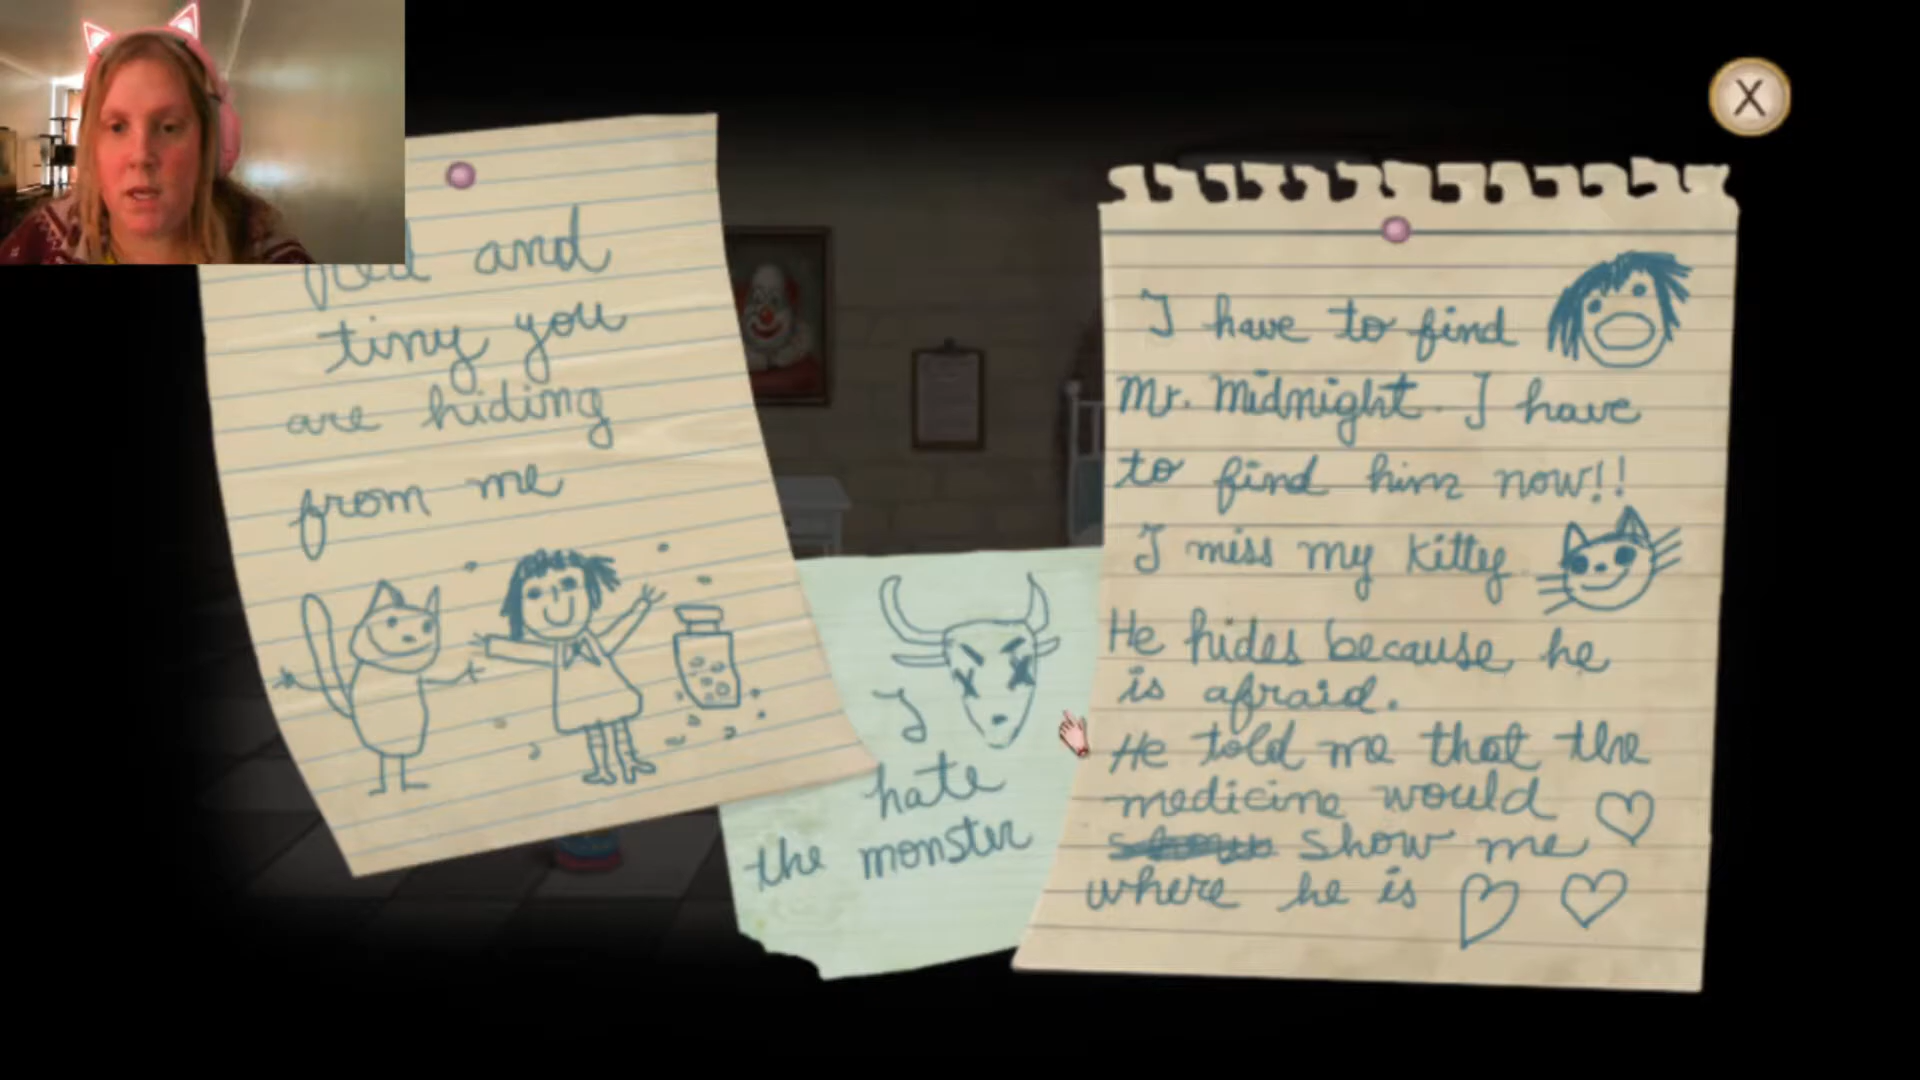 and
tiny you
are hiding
from me
I
hate
the monster
I have to find
Mr. Midnight. I have
to find him now!!
I miss my kitty.
He hides because he
is afraid.
He told me that the
medicine would
show me
where he is
X